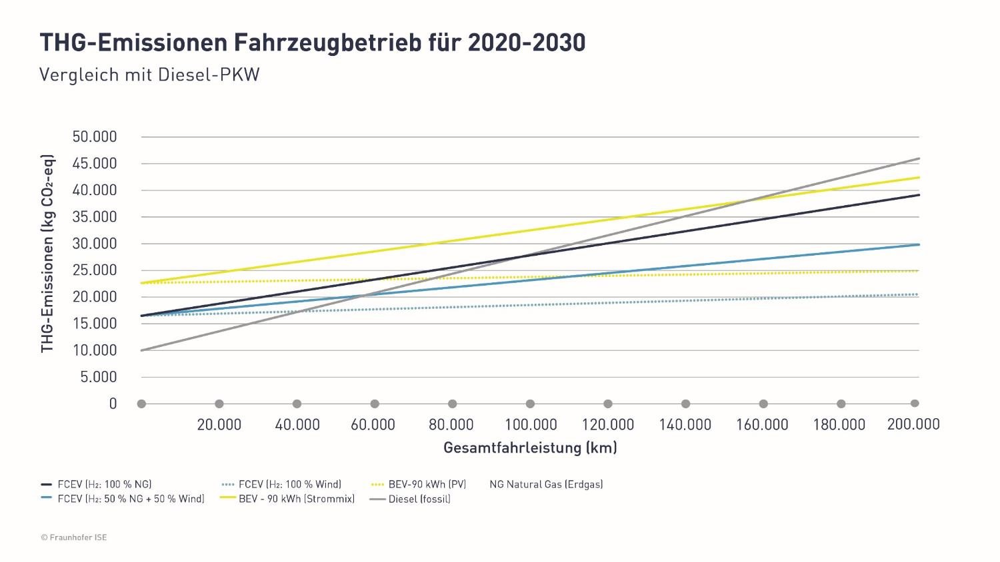 THG-Emissionen Fahrzeugbetrieb für 2020-2030
Vergleich mit Diesel-PKW
THG-Emissionen (kg CO₂-eq)
50.000
45.000
40.000
35.000
30.000
25.000
20.000
15.000
10.000
5.000
0
20.000 40.000 60.000 80.000 100.000 120.000 140.000 160.000 180.000 200.000
Gesamtfahrleistung (km)
FCEV (H₂: 100 % NG) FCEV (H₂: 100 % Wind) BEV-90 kWh (PV) NG Natural Gas (Erdgas)
FCEV (H₂: 50 % NG + 50 % Wind) BEV - 90 kWh (Strommix) Diesel (fossil)
© Fraunhofer ISE